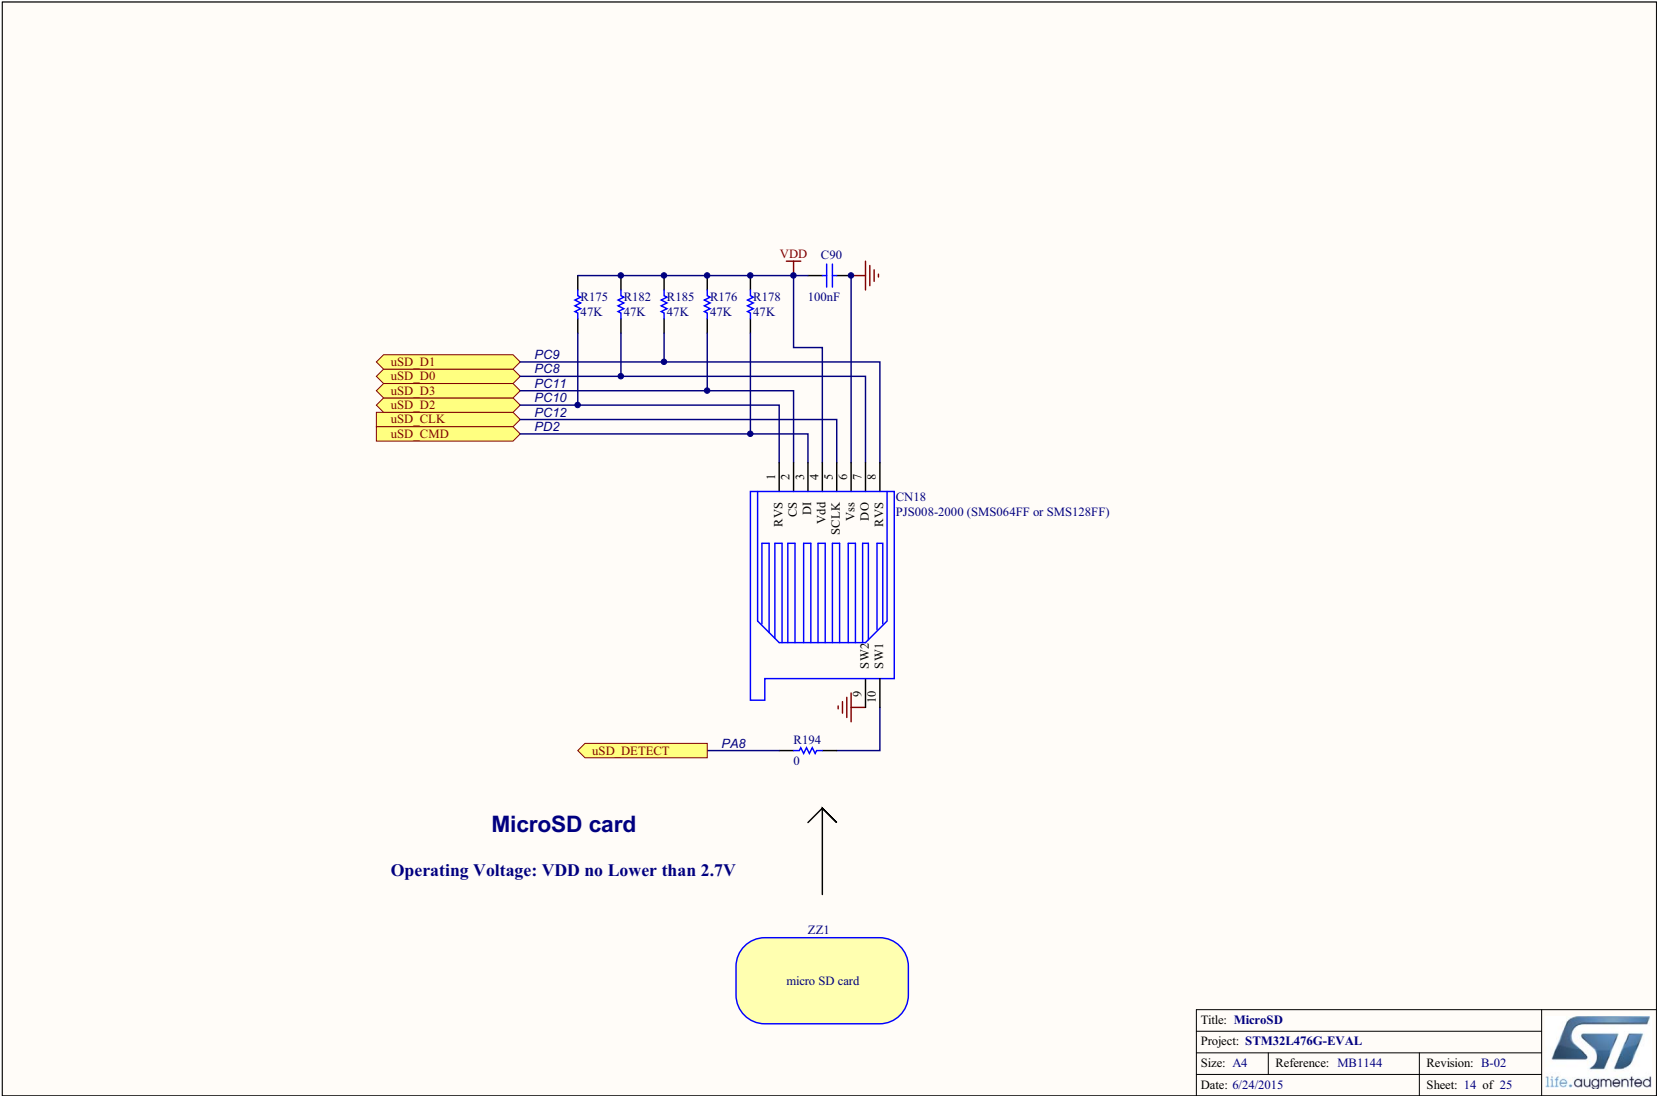 VDD
C90
100nF
R175
47K
R182
47K
R185
47K
R176
47K
R178
47K
uSD_D1 PC9
uSD_D0 PC8
uSD_D3 PC11
uSD_D2 PC10
uSD_CLK PC12
uSD_CMD PD2
1 2 3 4 5 6 7 8
RVS CS DI Vdd SCLK Vss DO RVS
CN18
PJS008-2000 (SMS064FF or SMS128FF)
SW2 SW1
9 10
uSD_DETECT PA8
R194
0
MicroSD card
Operating Voltage: VDD no Lower than 2.7V
ZZ1
micro SD card
Title: MicroSD
Project: STM32L476G-EVAL
Size: A4 Reference: MB1144 Revision: B-02
Date: 6/24/2015 Sheet: 14 of 25
ST
life.augmented